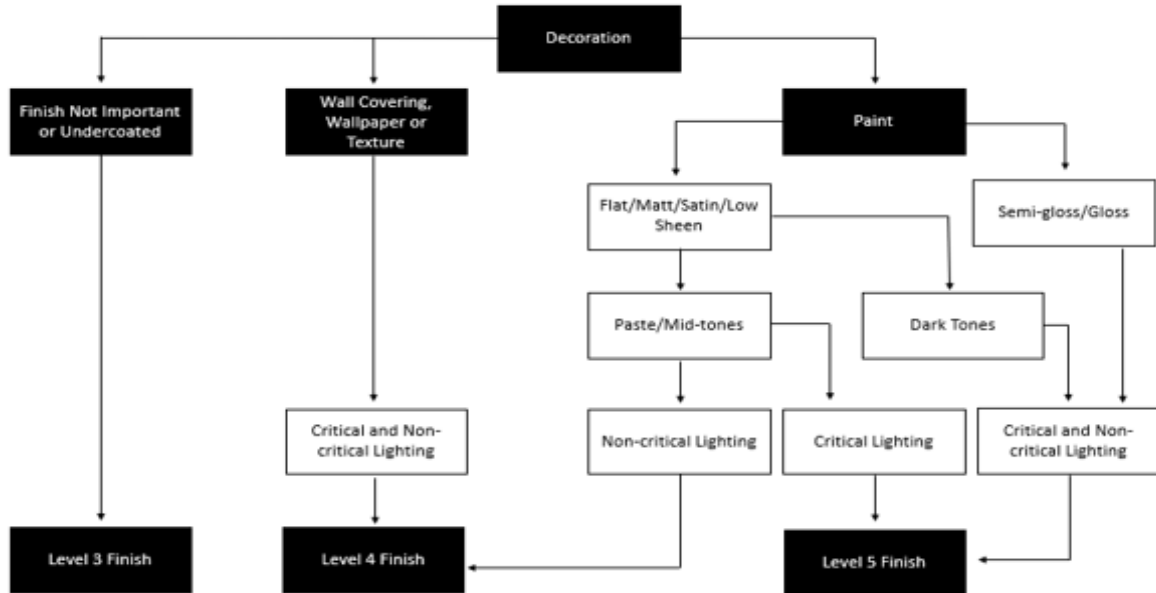 Decoration
Finish Not Important
or Undercoated
Wall Covering,
Wallpaper or
Texture
Paint
Flat/Matt/Satin/Low
Sheen
Semi-gloss/Gloss
Paste/Mid-tones
Dark Tones
Critical and Non-
critical Lighting
Non-critical Lighting
Critical Lighting
Critical and Non-
critical Lighting
Level 3 Finish
Level 4 Finish
Level 5 Finish